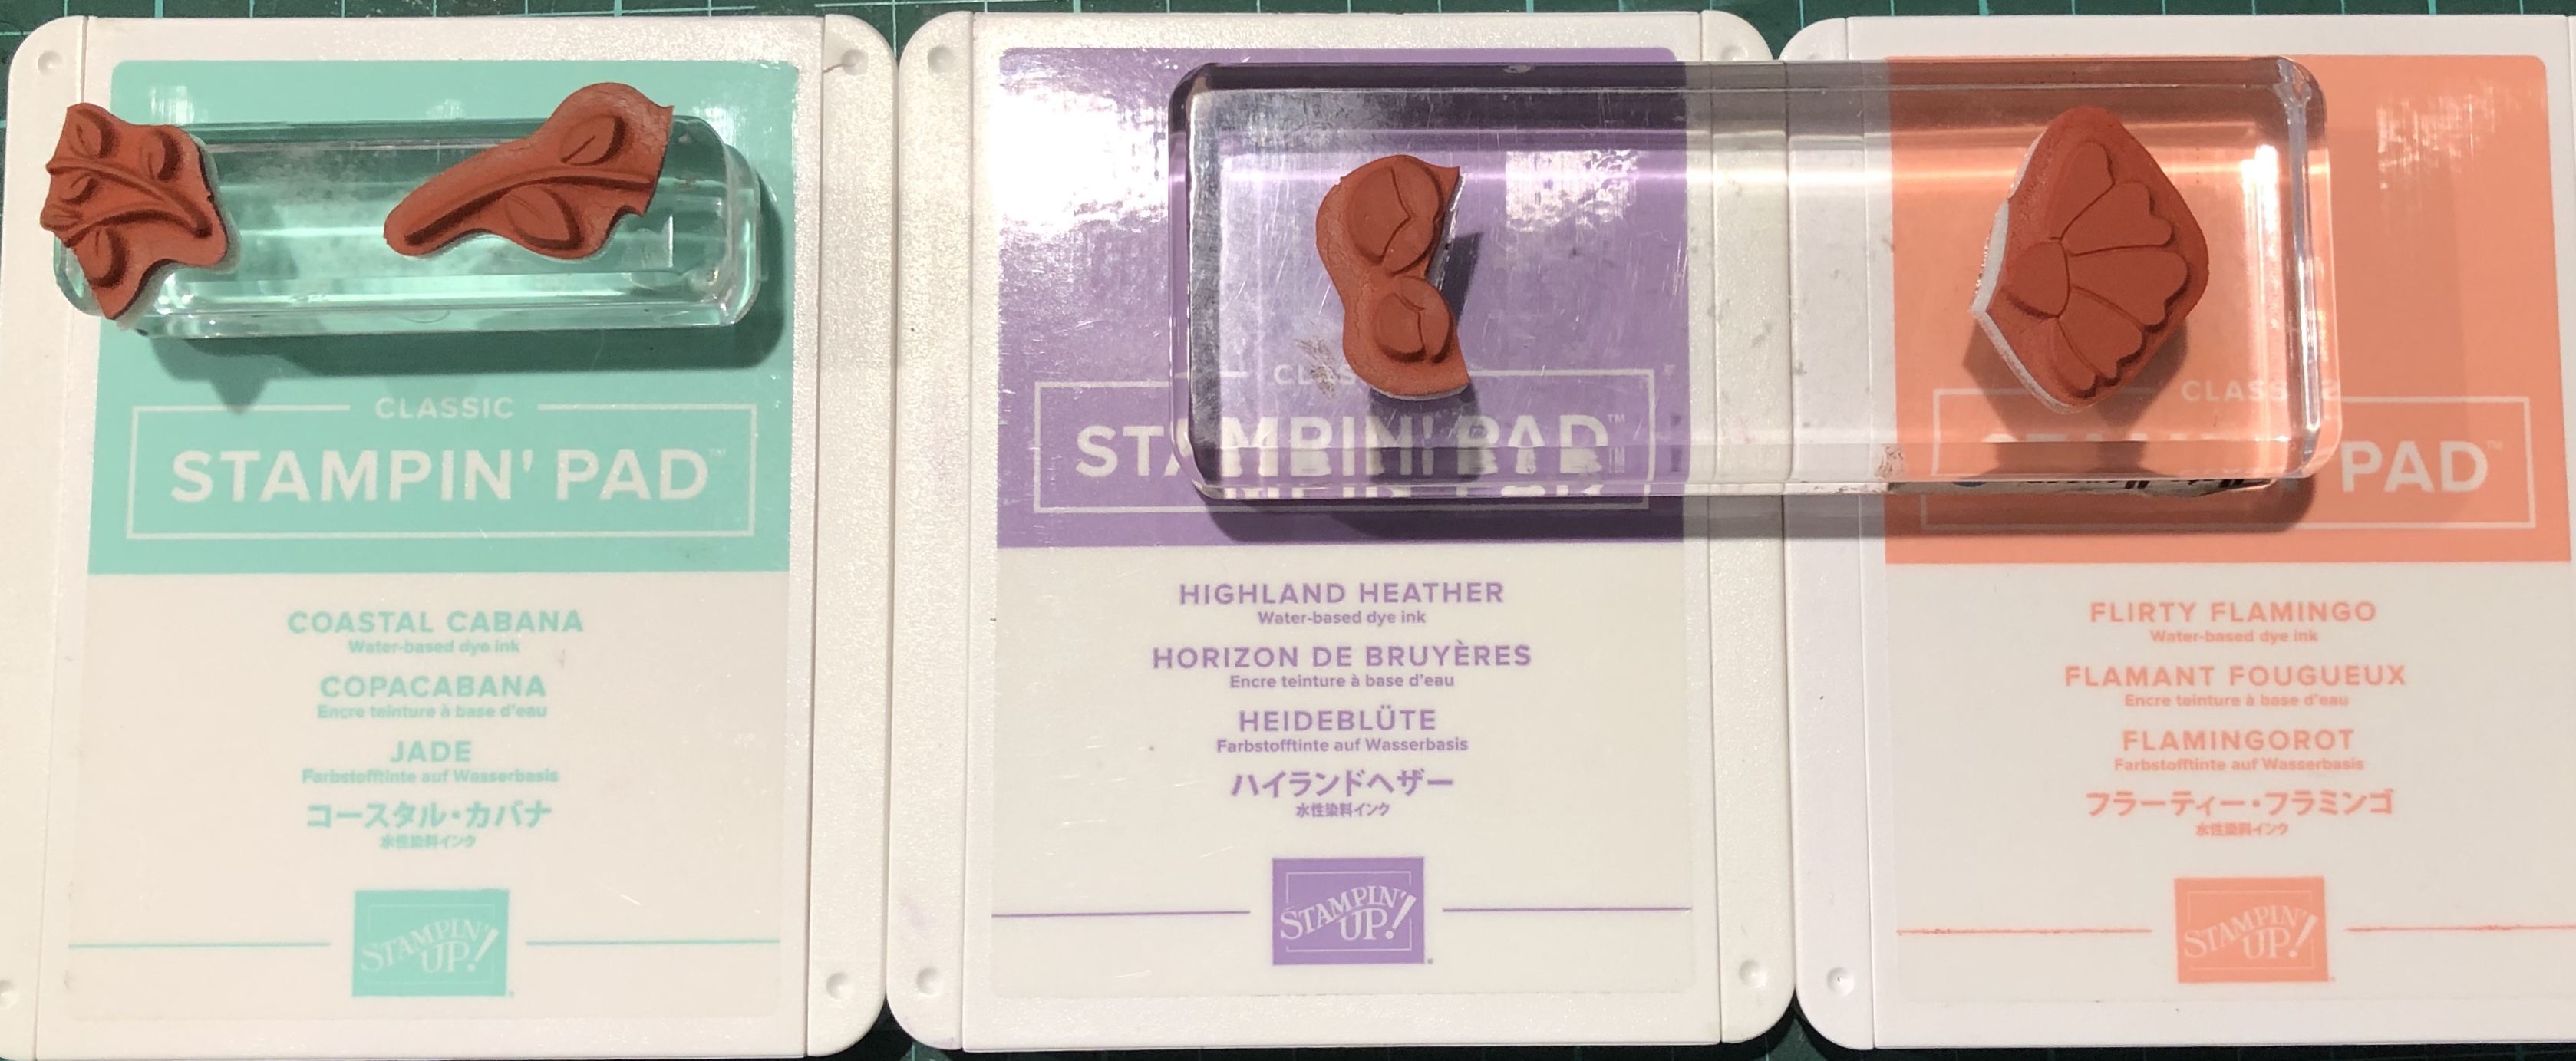 CLASSIC
STAMPIN' PAD
COASTAL CABANA
Water-based dye ink
COPACABANA
Encre teinture à base d'eau
JADE
Farbstofftinte auf Wasserbasis
コースタル・カバナ
水性染料インク
STAMPIN'
UP!
STAMPIN' PAD™
HIGHLAND HEATHER
Water-based dye ink
HORIZON DE BRUYÈRES
Encre teinture à base d'eau
HEIDEBLÜTE
Farbstofftinte auf Wasserbasis
ハイランドヘザー
水性染料インク
STAMPIN'
UP!
CLASS
PAD™
FLIRTY FLAMINGO
Water-based dye ink
FLAMANT FOUGUEUX
Encre teinture à base d'eau
FLAMINGOROT
Farbstofftinte auf Wasserbasis
フラーティー・フラミンゴ
水性染料インク
STAMPIN'
UP!